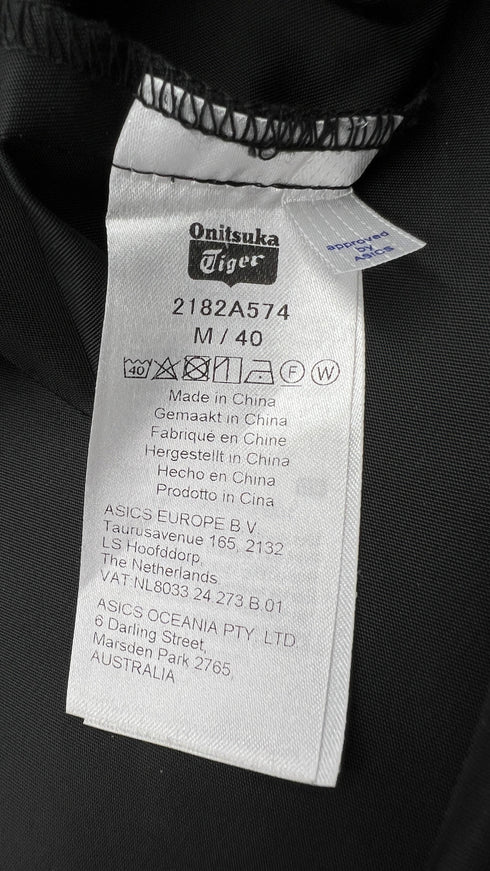 Onitsuka
Tiger
approved
by
ASICS
2182A574
M / 40
40 F W
Made in China
Gemaakt in China
Fabriqué en Chine
Hergestellt in China
Hecho en China
Prodotto in Cina
ASICS EUROPE B.V.
Taurusavenue 165, 2132
LS Hoofddorp,
The Netherlands
VAT:NL8033.24.273.B.01
ASICS OCEANIA PTY. LTD.
6 Darling Street,
Marsden Park 2765,
AUSTRALIA